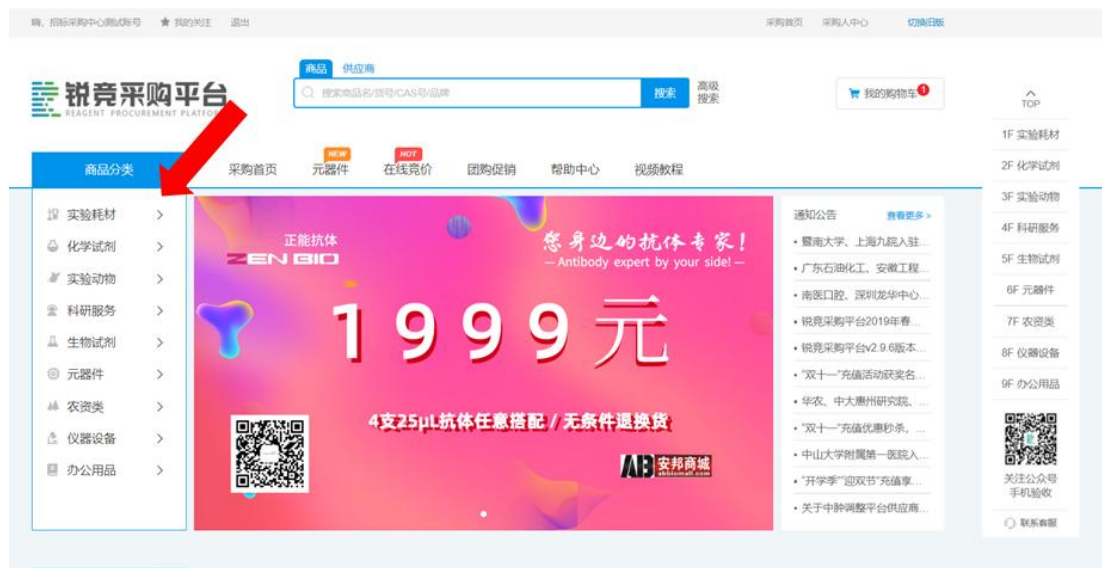 嗨，招标采购中心测试账号 ★ 我的关注 退出
采购首页 采购人中心 切换旧版
商品 供应商
锐竞采购平台
REAGENT PROCUREMENT PLATFO
搜索商品名/货号/CAS号/品牌
搜索
高级
搜索
我的购物车 1
NEW HOT
商品分类 采购首页 元器件 在线竞价 团购促销 帮助中心 视频教程
实验耗材
化学试剂
实验动物
科研服务
生物试剂
元器件
农资类
仪器设备
办公用品
正能抗体
ZEN BIO
您身边的抗体专家！
— Antibody expert by your side! —
1999元
4支25μL抗体任意搭配 / 无条件退换货
AB 安邦商城
abbiomall.com
通知公告 查看更多 >
• 暨南大学、上海九院入驻...
• 广东石油化工、安徽工程...
• 南医口腔、深圳龙华中心...
• 锐竞采购平台2019年春...
• 锐竞采购平台v2.9.6版本...
• “双十一”充值活动获奖名...
• 华农、中大惠州研究院、...
• “双十一”充值优惠秒杀，...
• 中山大学附属第一医院入...
• “开学季”“迎双节”充值享...
• 关于中肿调整平台供应商...
TOP
1F 实验耗材
2F 化学试剂
3F 实验动物
4F 科研服务
5F 生物试剂
6F 元器件
7F 农资类
8F 仪器设备
9F 办公用品
关注公众号
手机验收
联系客服